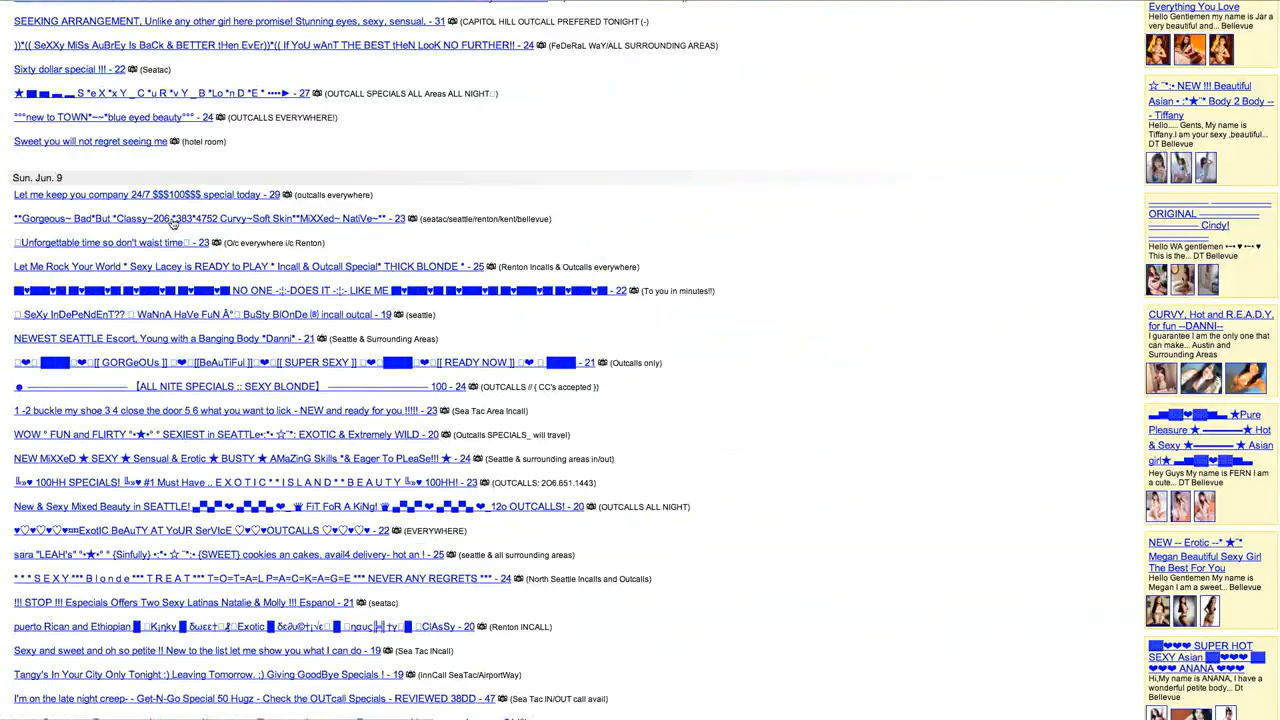 SEEKING ARRANGEMENT, Unlike any other girl here promise! Stunning eyes, sexy, sensual, - 31 (CAPITOL HILL OUTCALL PREFERED TONIGHT (-)
))*(( SeXXy MiSs AuBrEy Is BaCk & BETTER tHen EvEr))*(( If YoU wAnT THE BEST tHeN LooK NO FURTHER!! - 24 (FeDeRaL WaY/ALL SURROUNDING AREAS)
Sixty dollar special !!! - 22 (Seatac)
★ ▆ ▅ ▃ ▂ S *e X *x Y _ C *u R *v Y _ B *Lo *n D *E * ••••► - 27 (OUTCALL SPECIALS ALL Areas ALL NIGHT)
°°°new to TOWN*~~*blue eyed beauty°°° - 24 (OUTCALLS EVERYWHERE!)
Sweet you will not regret seeing me (hotel room)
Sun. Jun. 9
Let me keep you company 24/7 $$$100$$$ special today - 29 (outcalls everywhere)
**Gorgeous~ Bad*But *Classy~206.*383*4752 Curvy~Soft Skin**MiXXed~ NatiVe~** - 23 (seatac/seattle/renton/kent/bellevue)
Unforgettable time so don't waist time - 23 (O/c everywhere i/c Renton)
Let Me Rock Your World * Sexy Lacey is READY to PLAY * Incall & Outcall Special* THICK BLONDE * - 25 (Renton Incalls & Outcalls everywhere)
NO ONE -:¦:-DOES IT -:¦:- LIKE ME - 22 (To you in minutes!!)
SeXy InDePeNdEnT?? WaNnA HaVe FuN Â° BuSty BlOnDe incall outcal - 19 (seattle)
NEWEST SEATTLE Escort, Young with a Banging Body *Danni* - 21 (Seattle & Surrounding Areas)
[[ GORGeOUs ]] ❤[[BeAuTiFul ]] ❤[[ SUPER SEXY ]] ❤[[ READY NOW ]] ❤ - 21 (Outcalls only)
☻ ──────── 【ALL NITE SPECIALS :: SEXY BLONDE】 ──────── 100 - 24 (OUTCALLS // { CC's accepted })
1 -2 buckle my shoe 3 4 close the door 5 6 what you want to lick - NEW and ready for you !!!!! - 23 (Sea Tac Area Incall)
WOW ° FUN and FLIRTY °•★•° ° SEXIEST in SEATTLe•:*• ☆¨*: EXOTIC & Extremely WILD - 20 (Outcalls SPECIALS_ will travel)
NEW MiXXeD ★ SEXY ★ Sensual & Erotic ★ BUSTY ★ AMaZinG Skills *& Eager To PLeaSe!!! ★ - 24 (Seattle & surrounding areas in/out)
╚»♥ 100HH SPECIALS! ╚»♥ #1 Must Have .. E X O T I C * * I S L A N D * * B E A U T Y ╚»♥ 100HH! - 23 (OUTCALLS: 2O6.651.1443)
New & Sexy Mixed Beauty in SEATTLE! ❤ ❤_ ♛ FiT FoR A KiNg! ♛ ❤ ❤_12o OUTCALLS! - 20 (OUTCALLS ALL NIGHT)
♥♡♥♡♥♡♥ExotIC BeAuTY AT YoUR SerVIcE ♡♥♡♥OUTCALLS ♡♥♡♥♡♥ - 22 (EVERYWHERE)
sara "LEAH's" °•★•° ° {Sinfully} •:*• ☆ ¨*:• {SWEET} cookies an cakes, avail4 delivery- hot an ! - 25 (seattle & all surrounding areas)
* * * S E X Y *** B l o n d e *** T R E A T *** T=O=T=A=L P=A=C=K=A=G=E *** NEVER ANY REGRETS *** - 24 (North Seattle Incalls and Outcalls)
!!! STOP !!! Especials Offers Two Sexy Latinas Natalie & Molly !!! Espanol - 21 (seatac)
puerto Rican and Ethiopian - 20 (Renton INCALL)
Sexy and sweet and oh so petite !! New to the list let me show you what I can do - 19 (Sea Tac INcall)
Tangy's In Your City Only Tonight :) Leaving Tomorrow, ;) Giving GoodBye Specials ! - 19 (InnCall SeaTac/AirportWay)
I'm on the late night creep- - Get-N-Go Special 50 Hugz - Check the OUTcall Specials - REVIEWED 38DD - 47 (Sea Tac IN/OUT call avail)
Everything You Love
Hello Gentlemen my name is Jar a
very beautiful and... Bellevue
☆ ¨*:• NEW !!! Beautiful
Asian • :*★¨* Body 2 Body --
- Tiffany
Hello..... Gents, My name is
Tiffany.I am your sexy ,beautiful...
DT Bellevue
ORIGINAL
Cindy!
Hello WA gentlemen •─• ♥ •─• ♥
This is the... DT Bellevue
CURVY, Hot and R.E.A.D.Y.
for fun --DANNI--
I guarantee I am the only one that
can make... Austin and
Surrounding Areas
★Pure
Pleasure ★ ─────★ Hot
& Sexy ★─────★ Asian
girl★
Hey Guys My name is FERN I am
a cute... DT Bellevue
NEW -- Erotic --* ★¨*
Megan Beautiful Sexy Girl
The Best For You
Hello Gentlemen My name is
Megan I am a sweet... Bellevue
♥♥♥ SUPER HOT
SEXY Asian
♥♥♥ ANANA ♥♥♥
Hi,My name is ANANA, I have a
wonderful petite body... Dt
Bellevue